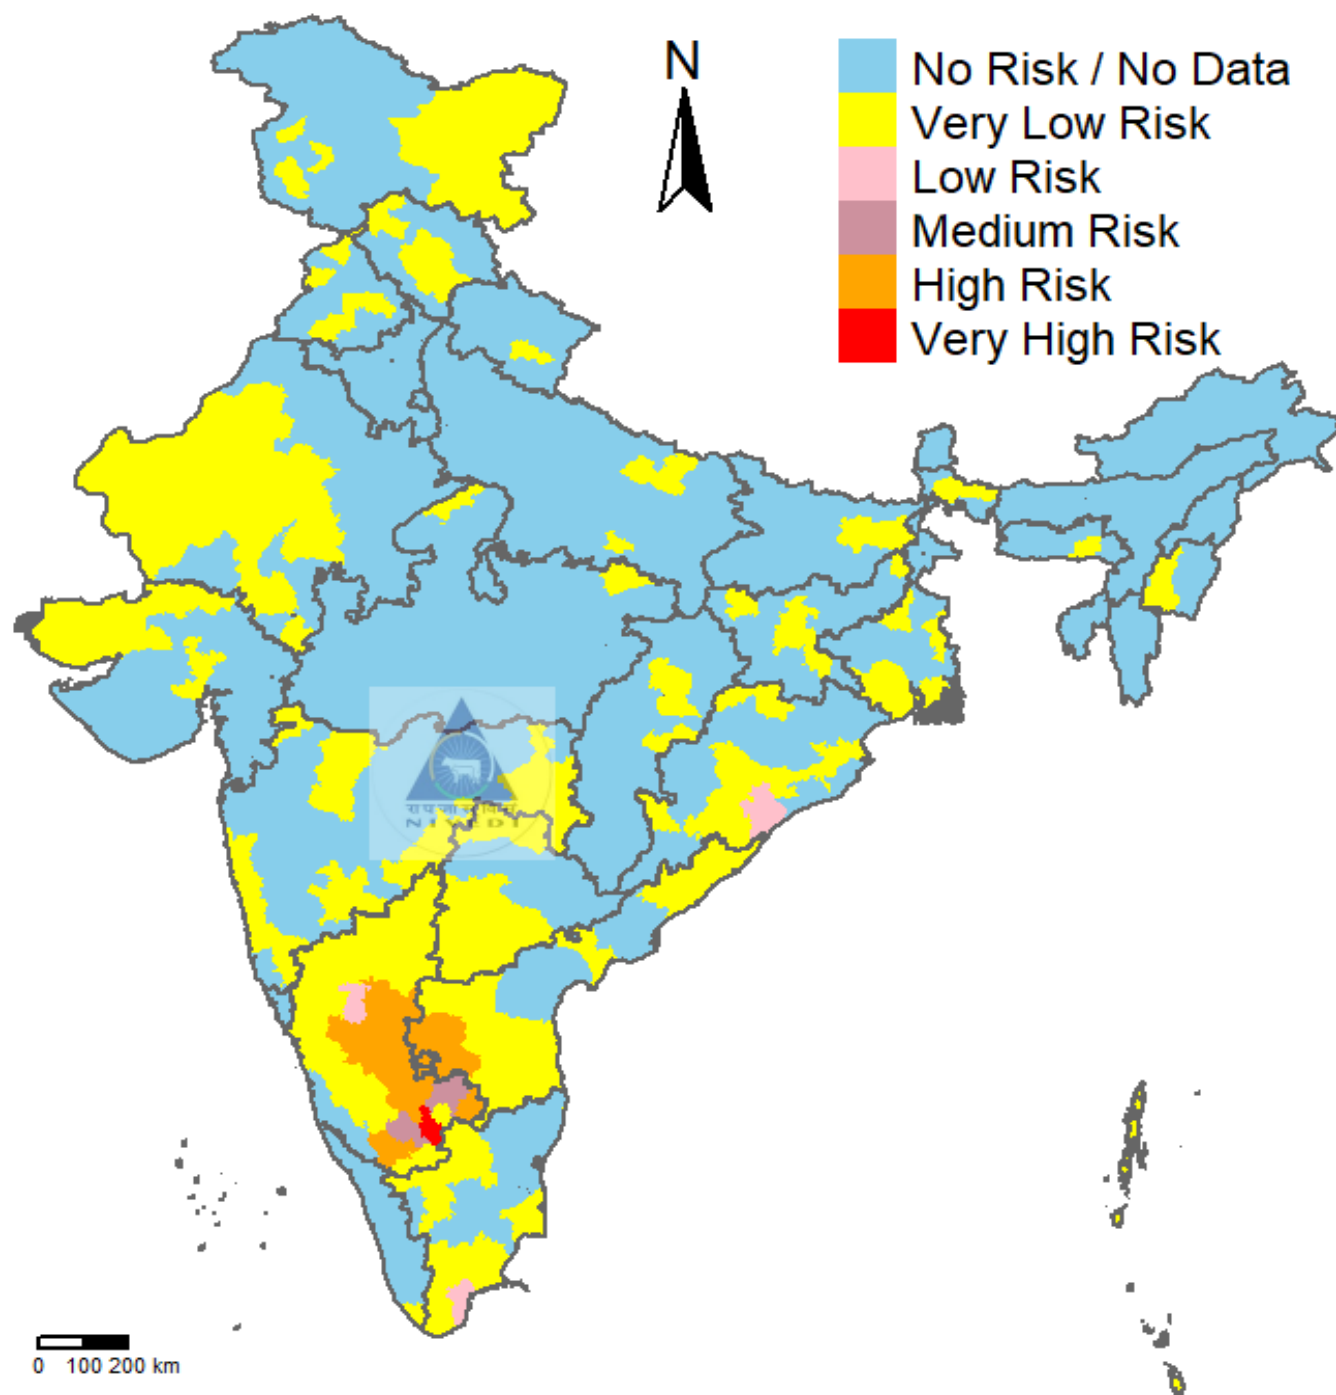 N
No Risk / No Data
Very Low Risk
Low Risk
Medium Risk
High Risk
Very High Risk
NIVEDI
0 100 200 km